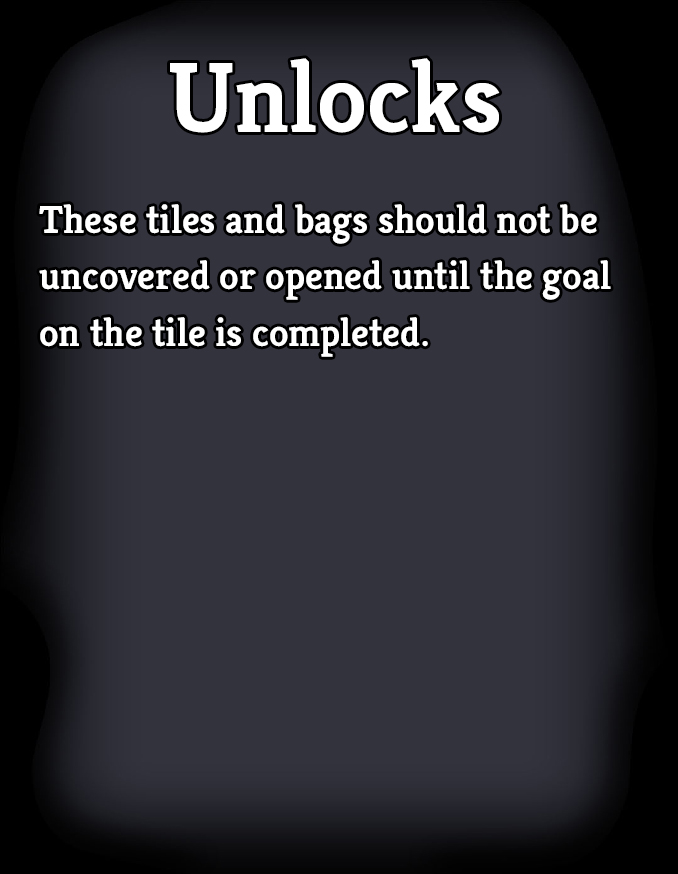 Unlocks
These tiles and bags should not be
uncovered or opened until the goal
on the tile is completed.